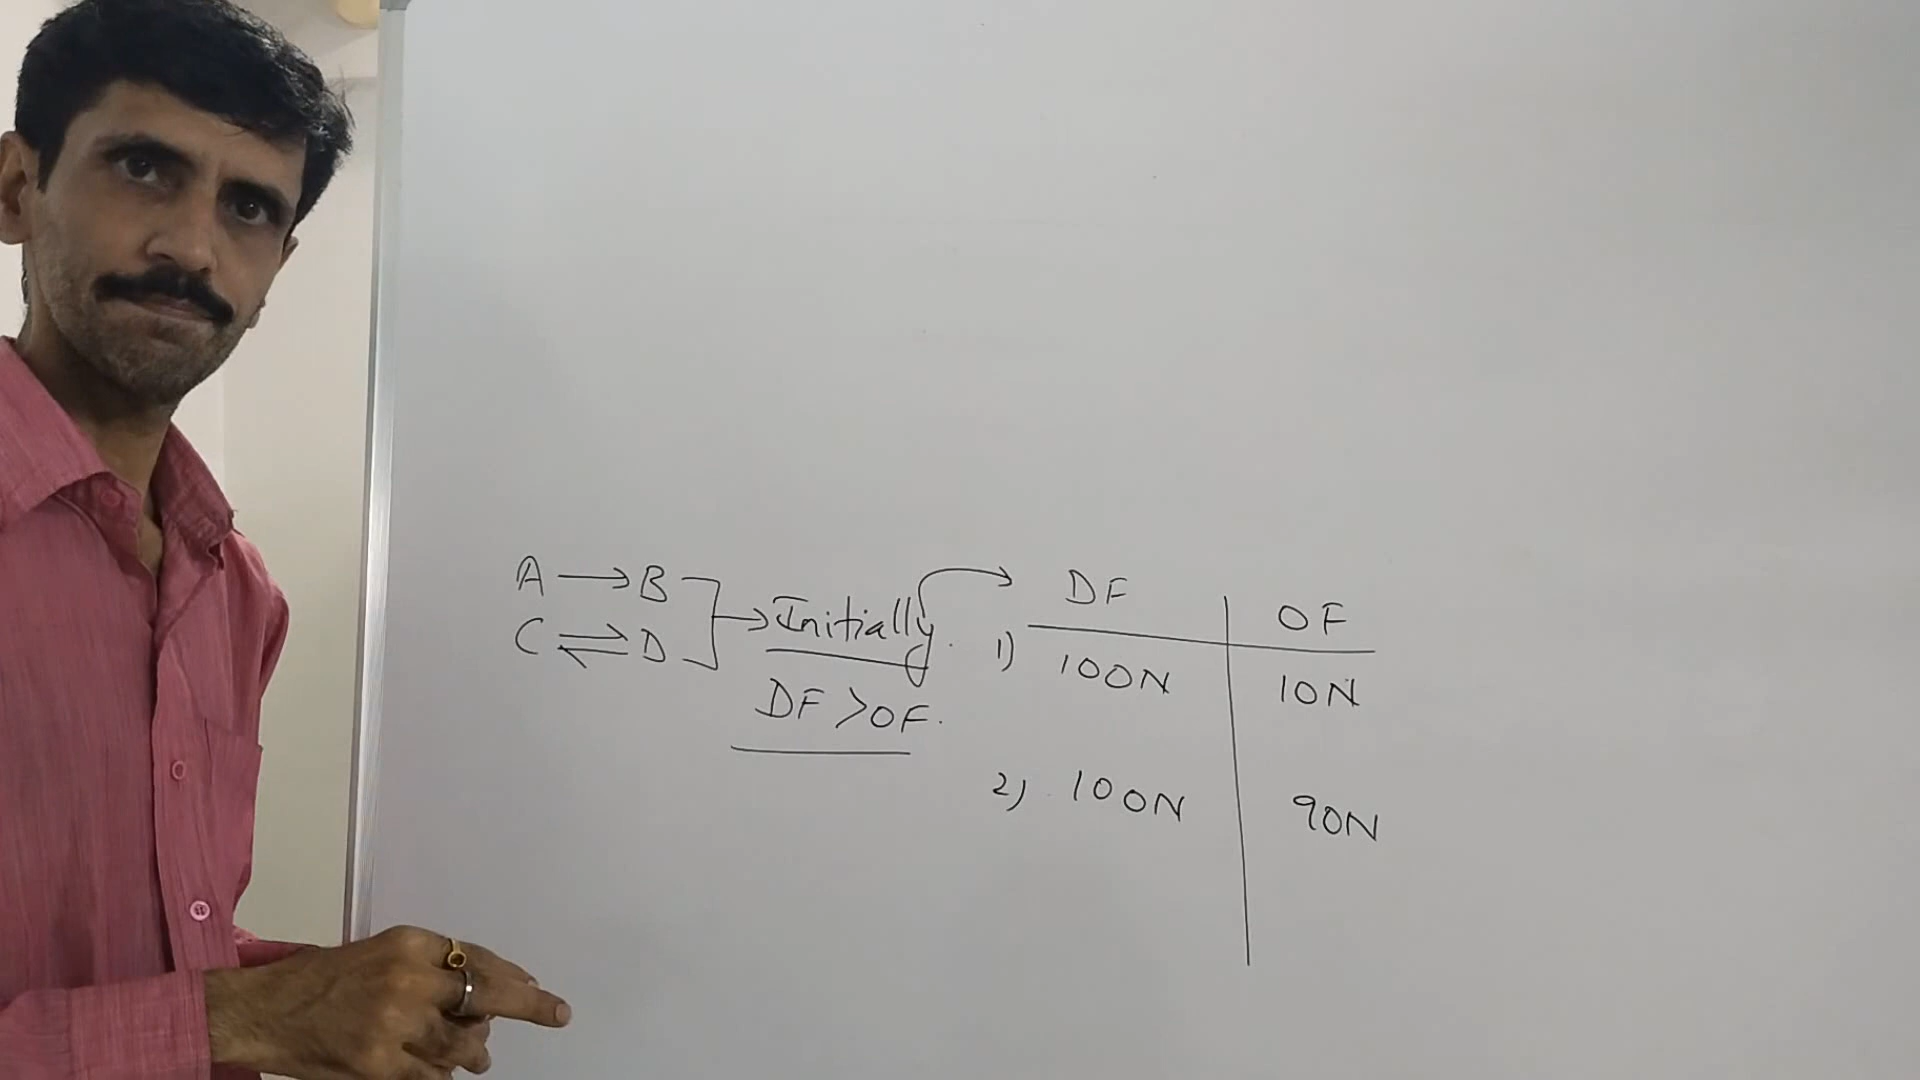 A → B
C ⇌ D
→ Initially.
DF > OF.
→ DF | OF
1) 100N | 10N
2) 100N | 90N